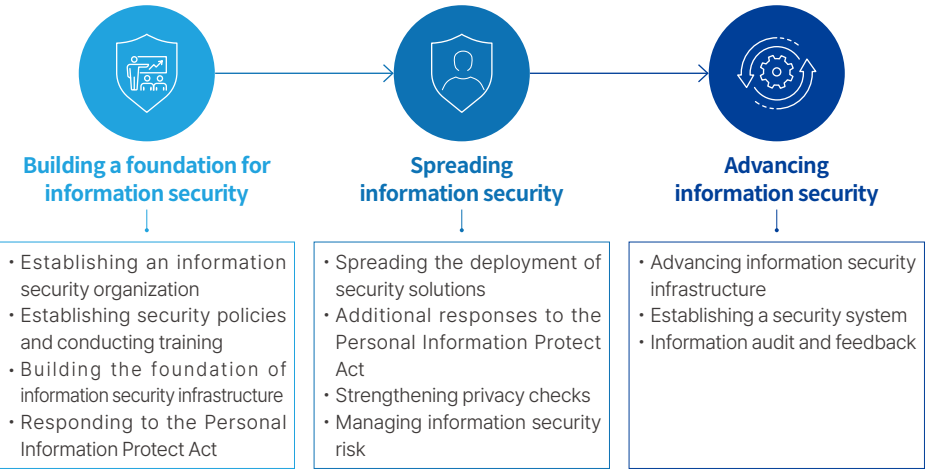 Building a foundation for
information security
Spreading
information security
Advancing
information security
• Establishing an information
security organization
• Establishing security policies
and conducting training
• Building the foundation of
information security infrastructure
• Responding to the Personal
Information Protect Act
• Spreading the deployment of
security solutions
• Additional responses to the
Personal Information Protect
Act
• Strengthening privacy checks
• Managing information security
risk
• Advancing information security
infrastructure
• Establishing a security system
• Information audit and feedback